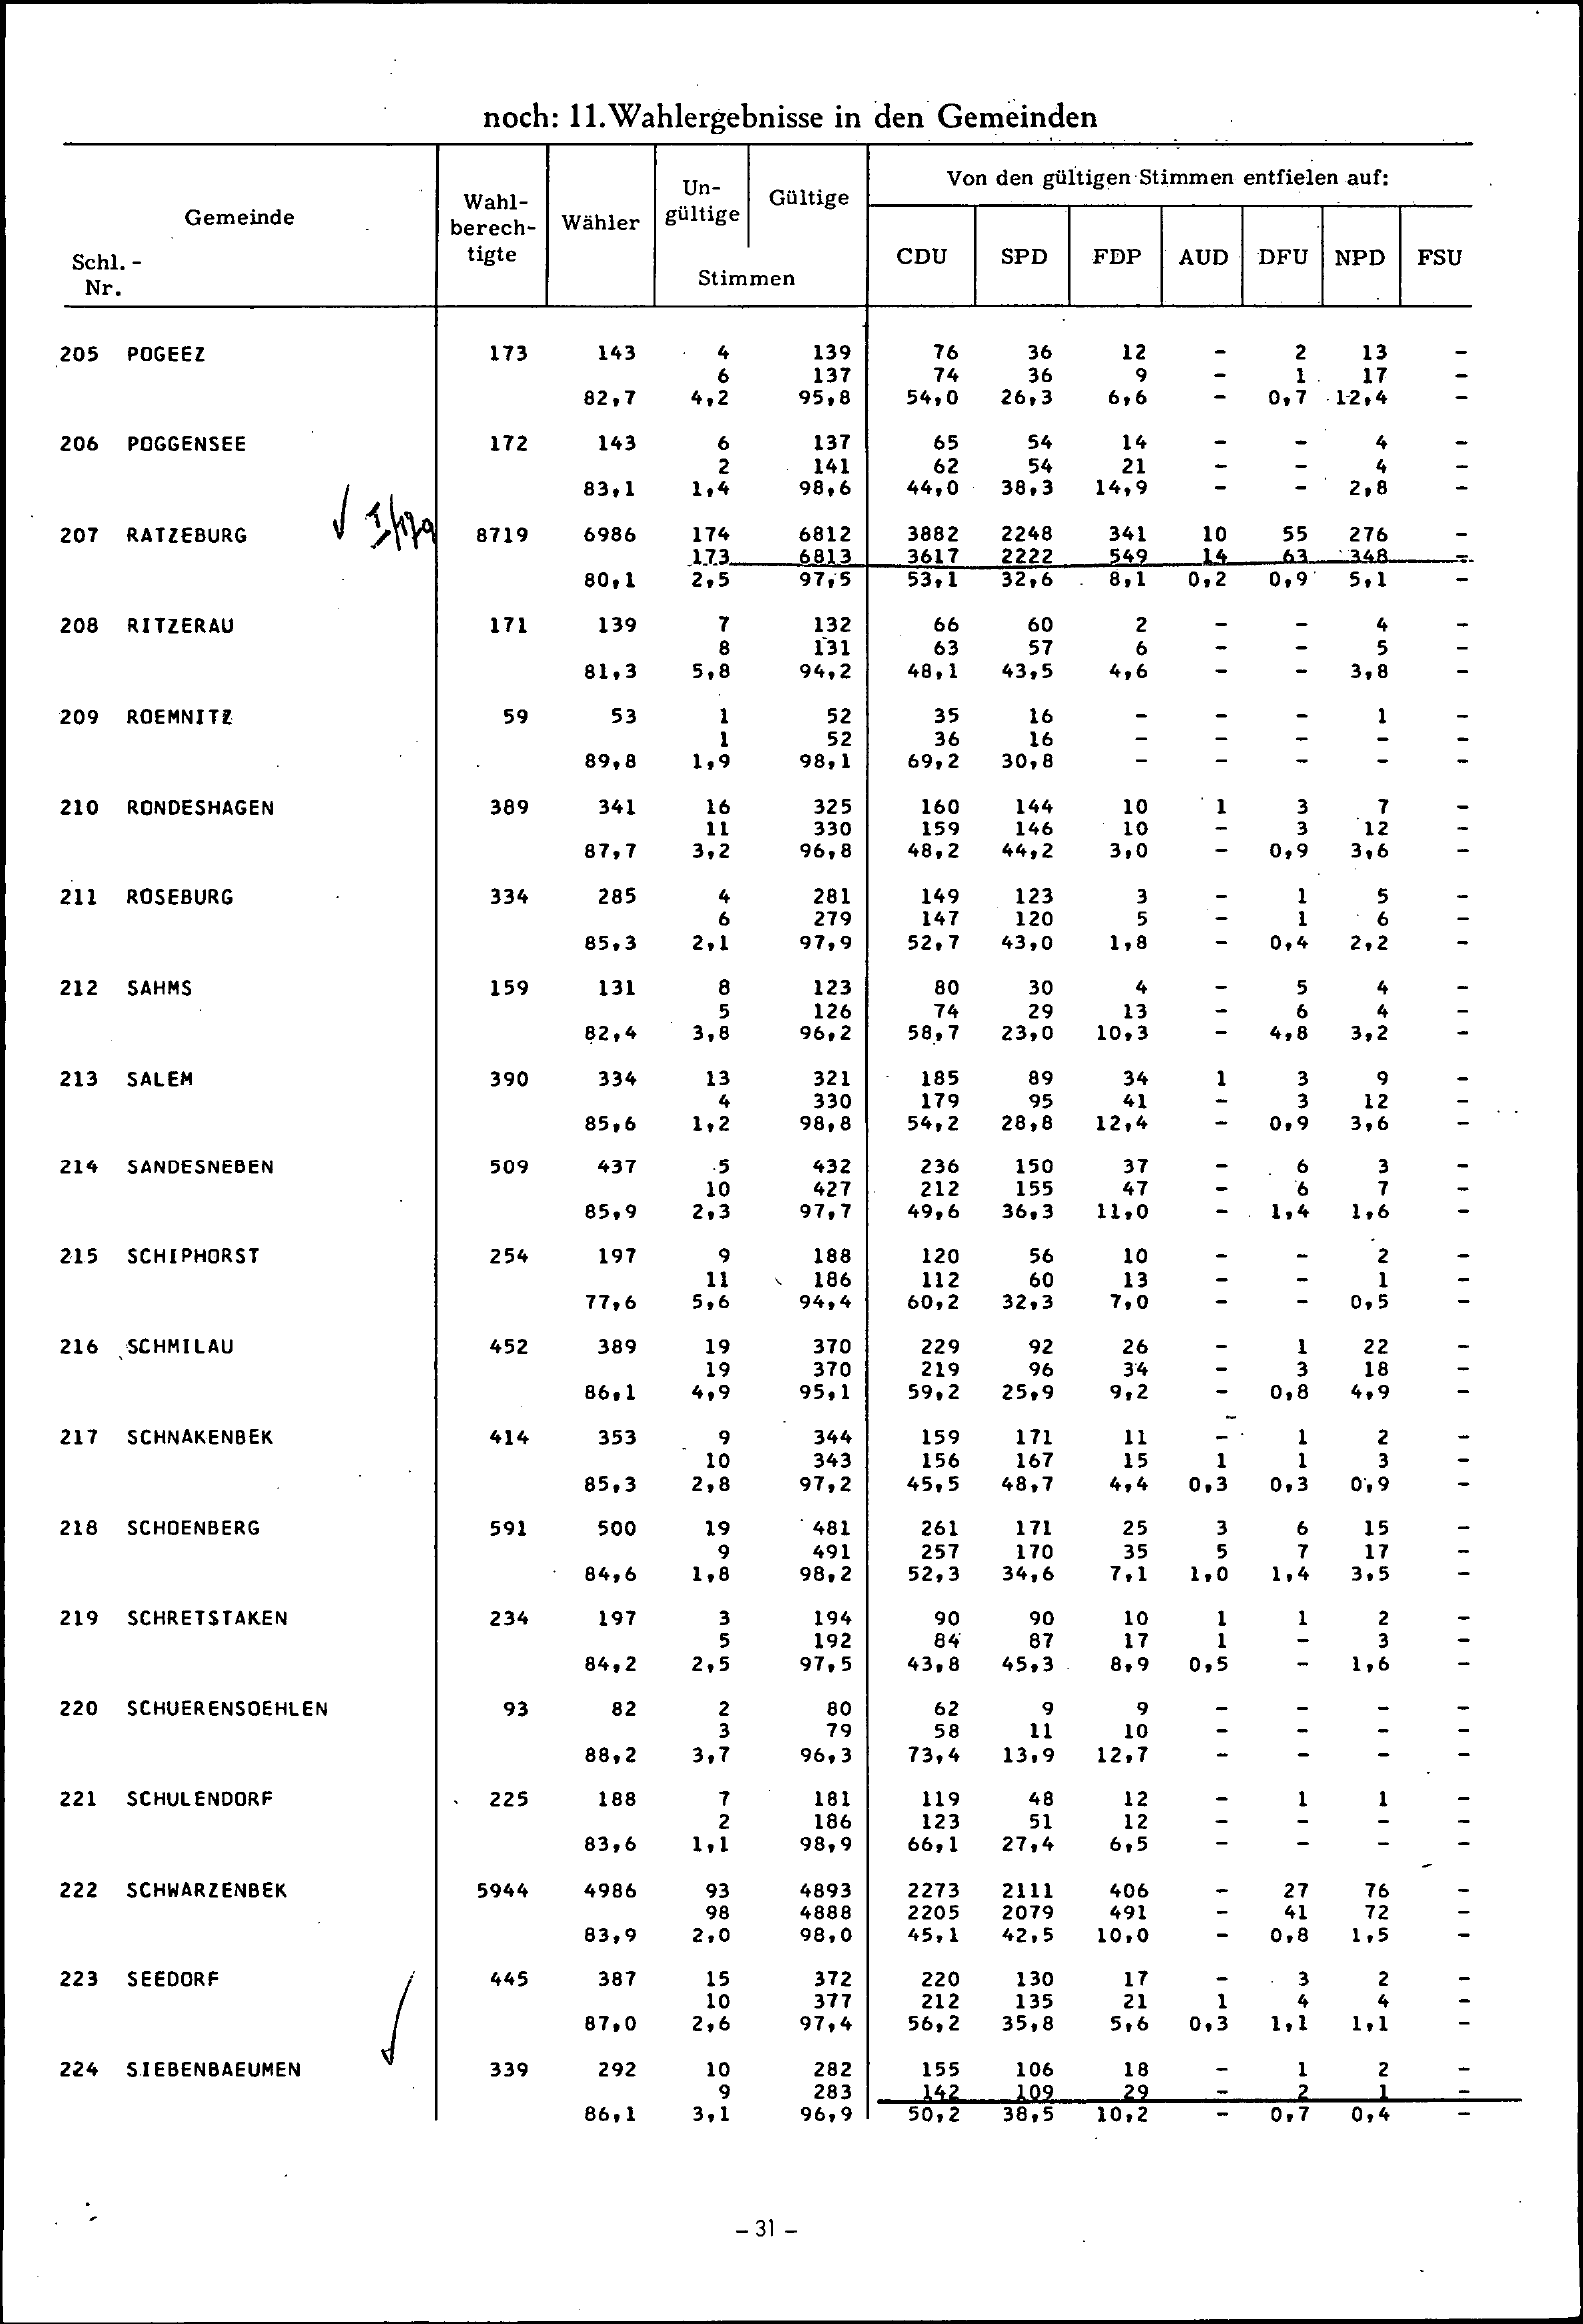 noch: 11. Wahlergebnisse in den Gemeinden
Gemeinde
Schl.-
Nr.
Wahl-
berech-
tigte
Wähler
Un-
gültige
Gültige
Stimmen
Von den gültigen Stimmen entfielen auf:
CDU SPD FDP AUD DFU NPD FSU
205 POGEEZ 173 143 4 139 76 36 12 - 2 13 -
6 137 74 36 9 - 1 17 -
82,7 4,2 95,8 54,0 26,3 6,6 - 0,7 12,4 -
206 POGGENSEE 172 143 6 137 65 54 14 - - 4 -
2 141 62 54 21 - - 4 -
83,1 1,4 98,6 44,0 38,3 14,9 - - 2,8 -
207 RATZEBURG 8719 6986 174 6812 3882 2248 341 10 55 276 -
173 6813 3617 2222 549 14 63 348 -
80,1 2,5 97,5 53,1 32,6 8,1 0,2 0,9 5,1 -
208 RITZERAU 171 139 7 132 66 60 2 - - 4 -
8 131 63 57 6 - - 5 -
81,3 5,8 94,2 48,1 43,5 4,6 - - 3,8 -
209 ROEMNITZ 59 53 1 52 35 16 - - - 1 -
1 52 36 16 - - - - -
89,8 1,9 98,1 69,2 30,8 - - - - -
210 RONDESHAGEN 389 341 16 325 160 144 10 1 3 7 -
11 330 159 146 10 - 3 12 -
87,7 3,2 96,8 48,2 44,2 3,0 - 0,9 3,6 -
211 ROSEBURG 334 285 4 281 149 123 3 - 1 5 -
6 279 147 120 5 - 1 6 -
85,3 2,1 97,9 52,7 43,0 1,8 - 0,4 2,2 -
212 SAHMS 159 131 8 123 80 30 4 - 5 4 -
5 126 74 29 13 - 6 4 -
82,4 3,8 96,2 58,7 23,0 10,3 - 4,8 3,2 -
213 SALEM 390 334 13 321 185 89 34 1 3 9 -
4 330 179 95 41 - 3 12 -
85,6 1,2 98,8 54,2 28,8 12,4 - 0,9 3,6 -
214 SANDESNEBEN 509 437 5 432 236 150 37 - 6 3 -
10 427 212 155 47 - 6 7 -
85,9 2,3 97,7 49,6 36,3 11,0 - 1,4 1,6 -
215 SCHIPHORST 254 197 9 188 120 56 10 - - 2 -
11 186 112 60 13 - - 1 -
77,6 5,6 94,4 60,2 32,3 7,0 - - 0,5 -
216 SCHMILAU 452 389 19 370 229 92 26 - 1 22 -
19 370 219 96 34 - 3 18 -
86,1 4,9 95,1 59,2 25,9 9,2 - 0,8 4,9 -
217 SCHNAKENBEK 414 353 9 344 159 171 11 - 1 2 -
10 343 156 167 15 1 1 3 -
85,3 2,8 97,2 45,5 48,7 4,4 0,3 0,3 0,9 -
218 SCHOENBERG 591 500 19 481 261 171 25 3 6 15 -
9 491 257 170 35 5 7 17 -
84,6 1,8 98,2 52,3 34,6 7,1 1,0 1,4 3,5 -
219 SCHRETSTAKEN 234 197 3 194 90 90 10 1 1 2 -
5 192 84 87 17 1 - 3 -
84,2 2,5 97,5 43,8 45,3 8,9 0,5 - 1,6 -
220 SCHUERENSOEHLEN 93 82 2 80 62 9 9 - - - -
3 79 58 11 10 - - - -
88,2 3,7 96,3 73,4 13,9 12,7 - - - -
221 SCHULENDORF 225 188 7 181 119 48 12 - 1 1 -
2 186 123 51 12 - - - -
83,6 1,1 98,9 66,1 27,4 6,5 - - - -
222 SCHWARZENBEK 5944 4986 93 4893 2273 2111 406 - 27 76 -
98 4888 2205 2079 491 - 41 72 -
83,9 2,0 98,0 45,1 42,5 10,0 - 0,8 1,5 -
223 SEEDORF 445 387 15 372 220 130 17 - 3 2 -
10 377 212 135 21 1 4 4 -
87,0 2,6 97,4 56,2 35,8 5,6 0,3 1,1 1,1 -
224 SIEBENBAEUMEN 339 292 10 282 155 106 18 - 1 2 -
9 283 142 109 29 - 2 1 -
86,1 3,1 96,9 50,2 38,5 10,2 - 0,7 0,4 -
- 31 -